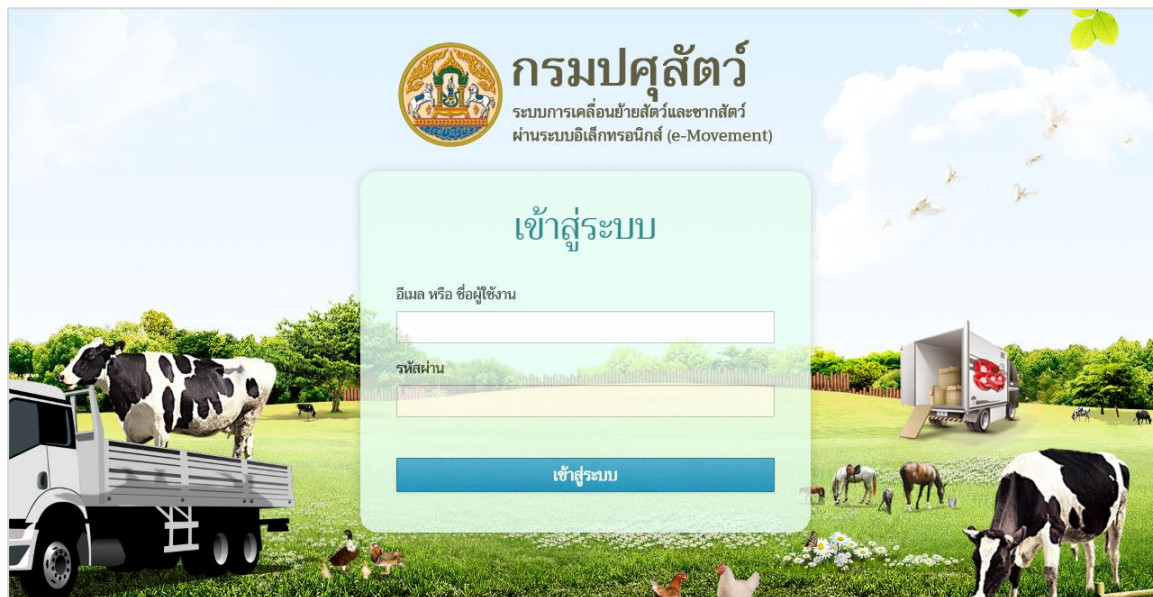 กรมปศุสัตว์
ระบบการเคลื่อนย้ายสัตว์และซากสัตว์
ผ่านระบบอิเล็กทรอนิกส์ (e-Movement)
เข้าสู่ระบบ
อีเมล หรือ ชื่อผู้ใช้งาน
รหัสผ่าน
เข้าสู่ระบบ